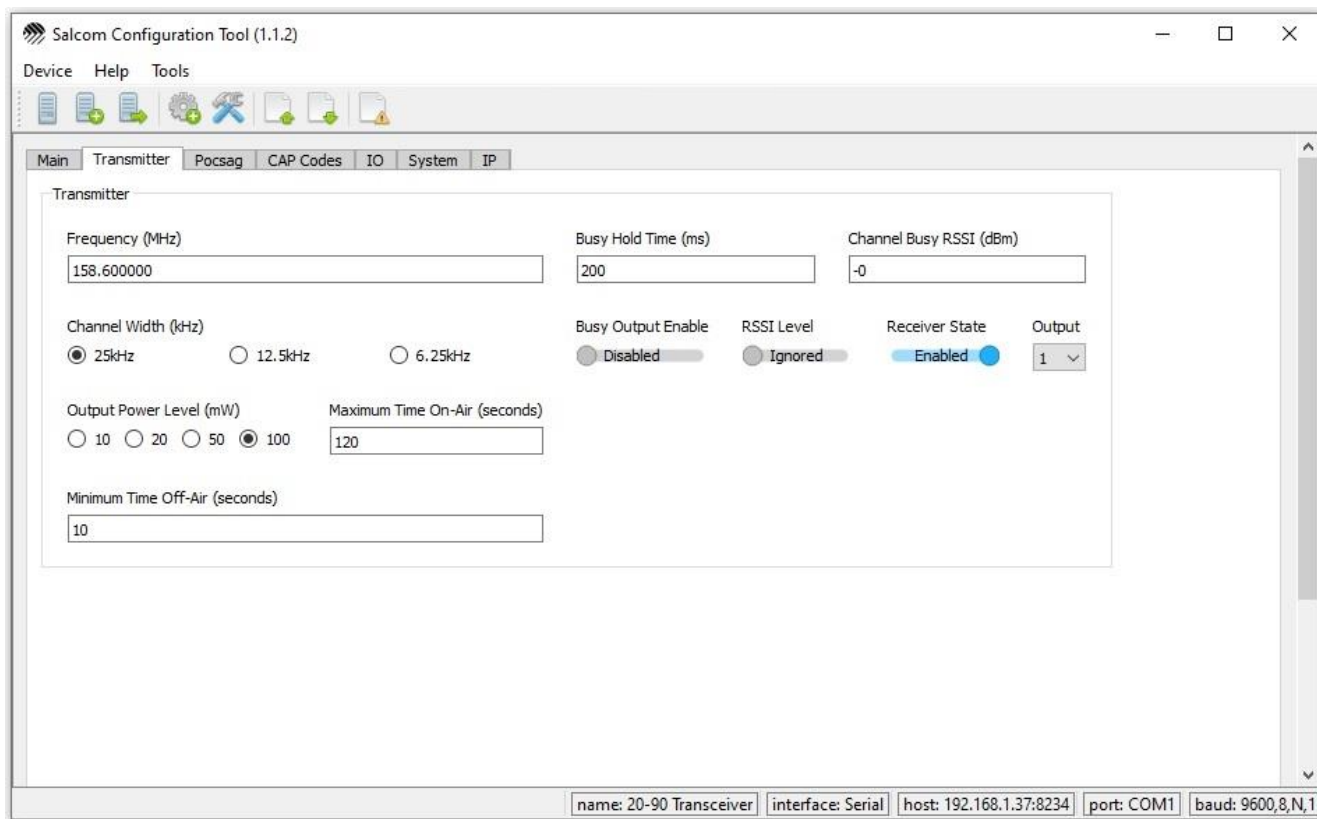 Salcom Configuration Tool (1.1.2)
Device Help Tools
Main Transmitter Pocsag CAP Codes IO System IP
Transmitter
Frequency (MHz) Busy Hold Time (ms) Channel Busy RSSI (dBm)
158.600000 200 -0
Channel Width (kHz) Busy Output Enable RSSI Level Receiver State Output
25kHz 12.5kHz 6.25kHz Disabled Ignored Enabled 1
Output Power Level (mW) Maximum Time On-Air (seconds)
10 20 50 100 120
Minimum Time Off-Air (seconds)
10
name: 20-90 Transceiver interface: Serial host: 192.168.1.37:8234 port: COM1 baud: 9600,8,N,1